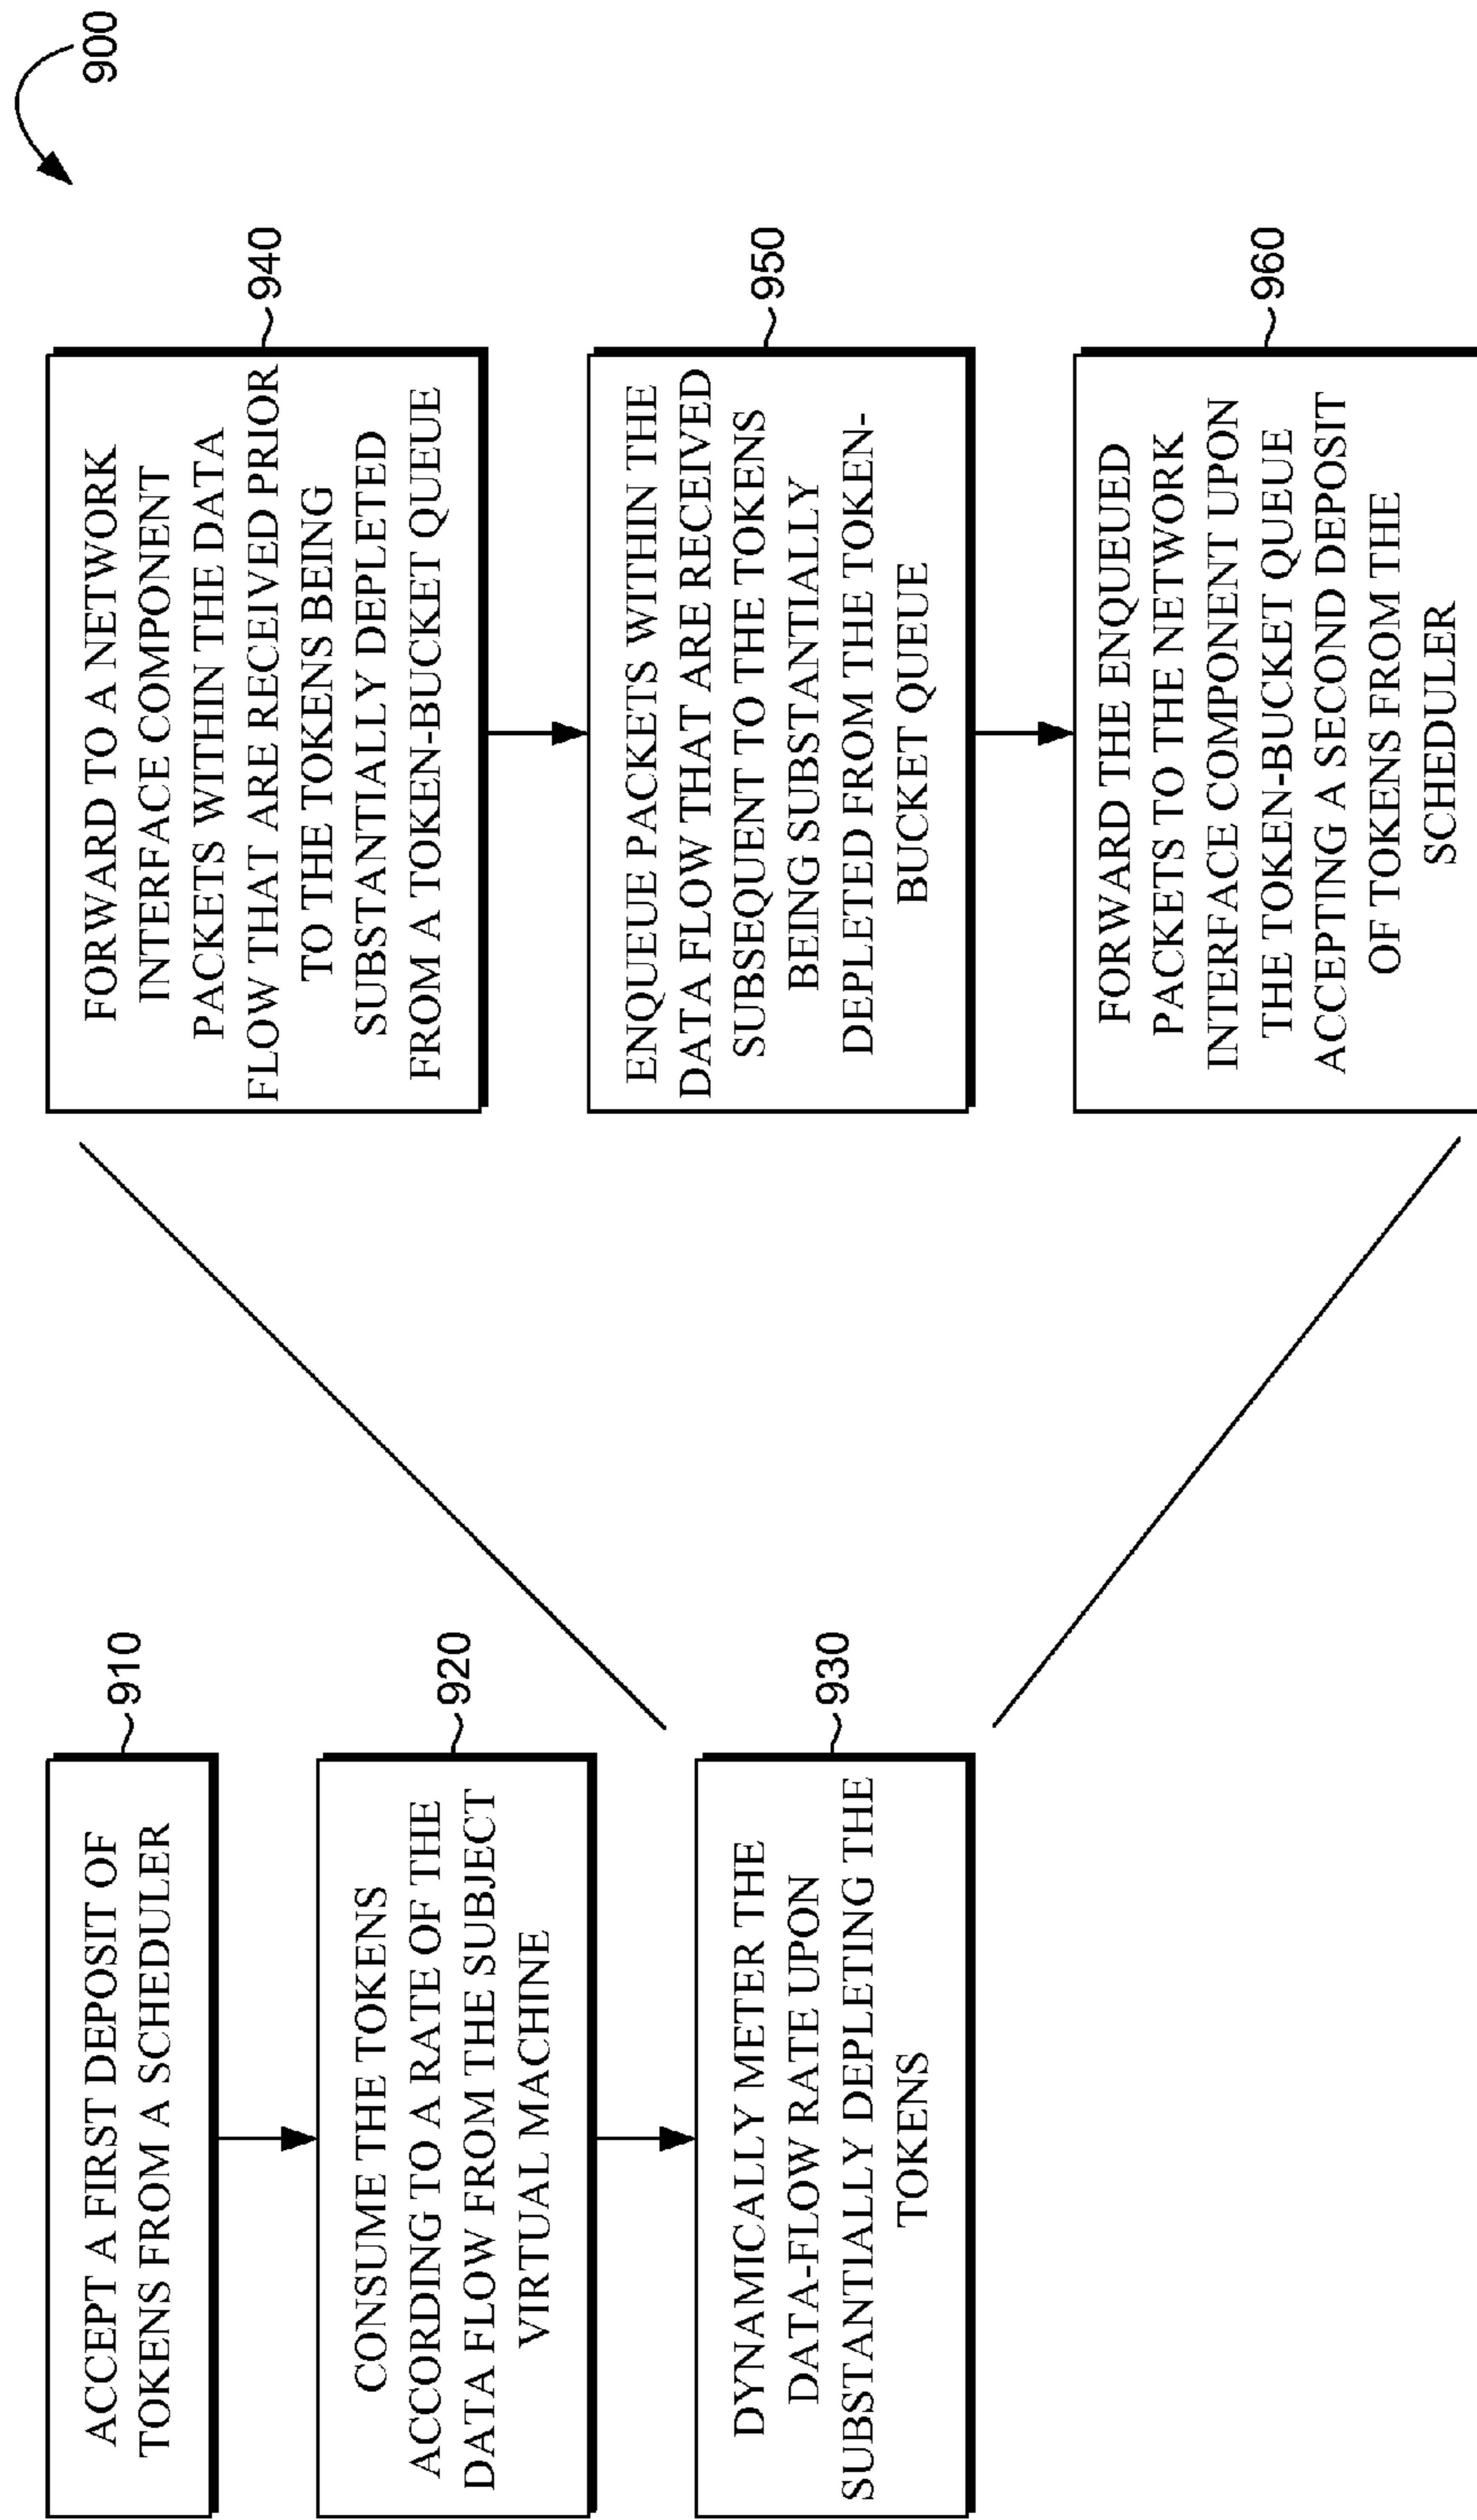 900
ACCEPT A FIRST DEPOSIT OF
TOKENS FROM A SCHEDULER
910
CONSUME THE TOKENS
ACCORDING TO A RATE OF THE
DATA FLOW FROM THE SUBJECT
VIRTUAL MACHINE
920
DYNAMICALLY METER THE
DATA-FLOW RATE UPON
SUBSTANTIALLY DEPLETING THE
TOKENS
930
FORWARD TO A NETWORK
INTERFACE COMPONENT
PACKETS WITHIN THE DATA
FLOW THAT ARE RECEIVED PRIOR
TO THE TOKENS BEING
SUBSTANTIALLY DEPLETED
FROM A TOKEN-BUCKET QUEUE
940
ENQUEUE PACKETS WITHIN THE
DATA FLOW THAT ARE RECEIVED
SUBSEQUENT TO THE TOKENS
BEING SUBSTANTIALLY
DEPLETED FROM THE TOKEN-
BUCKET QUEUE
950
FORWARD THE ENQUEUED
PACKETS TO THE NETWORK
INTERFACE COMPONENT UPON
THE TOKEN-BUCKET QUEUE
ACCEPTING A SECOND DEPOSIT
OF TOKENS FROM THE
SCHEDULER
960